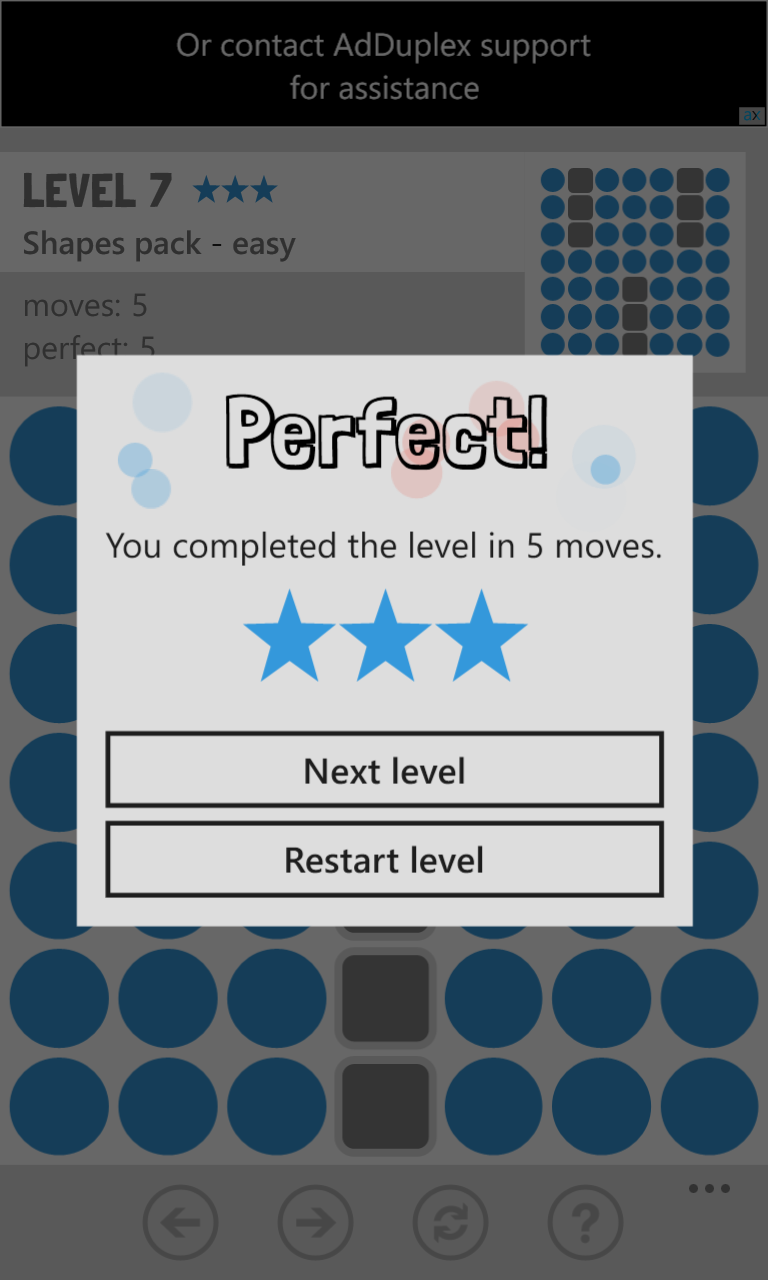 Or contact AdDuplex support
for assistance
ax
LEVEL 7
Shapes pack - easy
moves: 5
perfect: 5
Perfect!
You completed the level in 5 moves.
Next level
Restart level
?